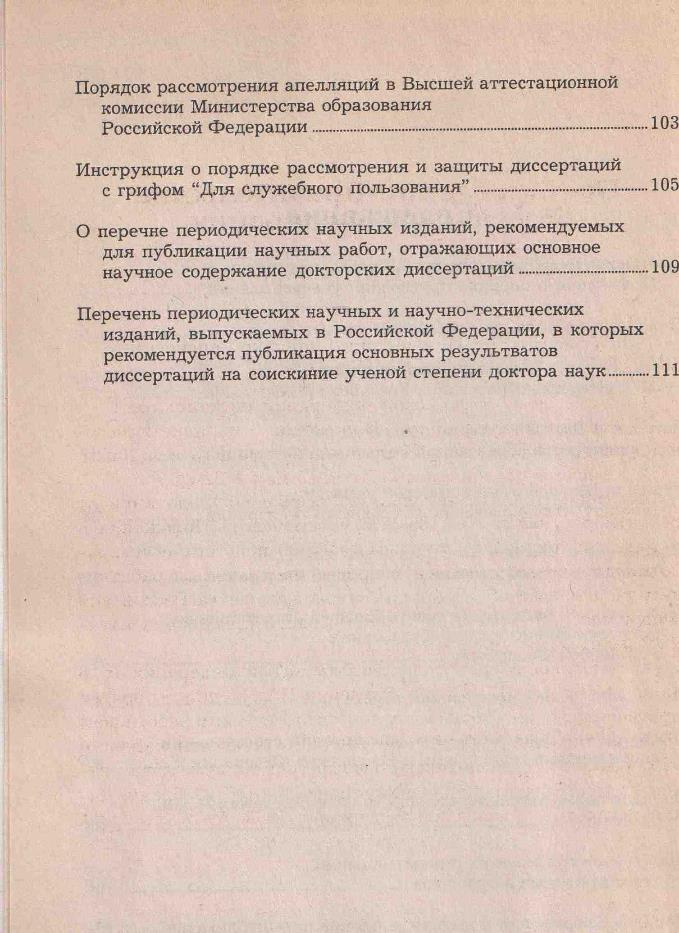 Порядок рассмотрения апелляций в Высшей аттестационной
комиссии Министерства образования
Российской Федерации ........ 103
Инструкция о порядке рассмотрения и защиты диссертаций
с грифом “Для служебного пользования” ........ 105
О перечне периодических научных изданий, рекомендуемых
для публикации научных работ, отражающих основное
научное содержание докторских диссертаций ........ 109
Перечень периодических научных и научно-технических
изданий, выпускаемых в Российской Федерации, в которых
рекомендуется публикация основных результватов
диссертаций на соискиние ученой степени доктора наук ........ 111